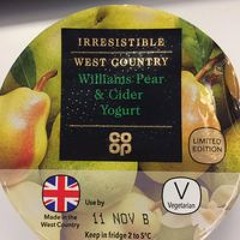 IRRESISTIBLE
WEST COUNTRY
Williams Pear
& Cider
Yogurt
CO
OP
LIMITED
EDITION
Made in the
West Country
Use by
11 NOV B
Keep in fridge 2 to 5°C
V
Vegetarian